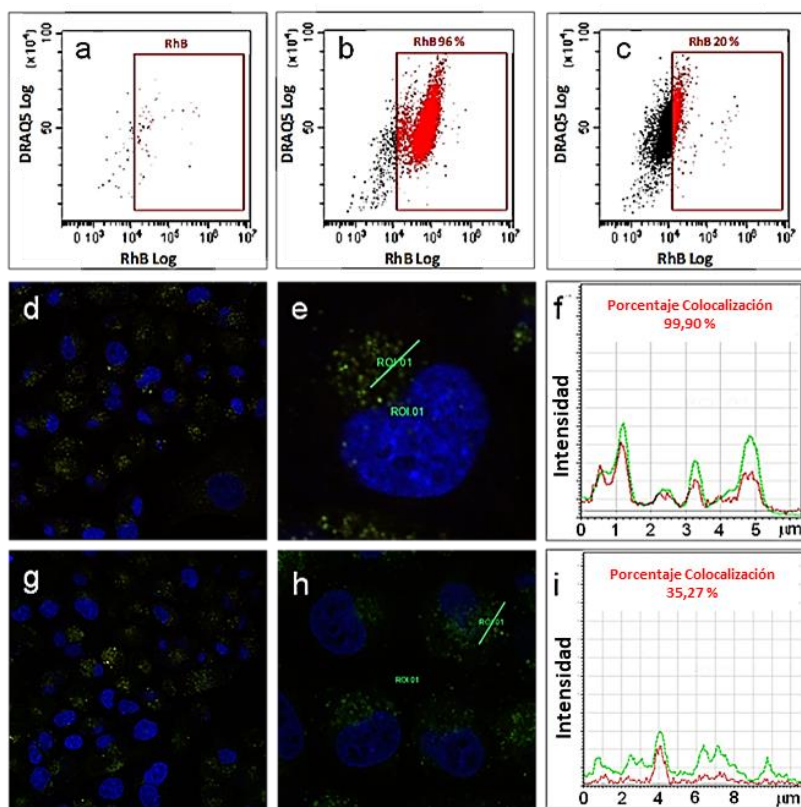 a
RhB
(×10⁴)
100
50
DRAQ5 Log
0 10³ 10⁴ 10⁵ 10⁶ 10⁷
RhB Log
b
RhB 96 %
(×10⁴)
100
50
DRAQ5 Log
0 10³ 10⁴ 10⁵ 10⁶ 10⁷
RhB Log
c
RhB 20 %
(×10⁴)
100
50
DRAQ5 Log
0 10³ 10⁴ 10⁵ 10⁶ 10⁷
RhB Log
d
e
ROI.01
ROI.01
f
Porcentaje Colocalización
99,90 %
Intensidad
0 1 2 3 4 5 µm
g
h
ROI.01
ROI.01
i
Porcentaje Colocalización
35,27 %
Intensidad
0 2 4 6 8 µm